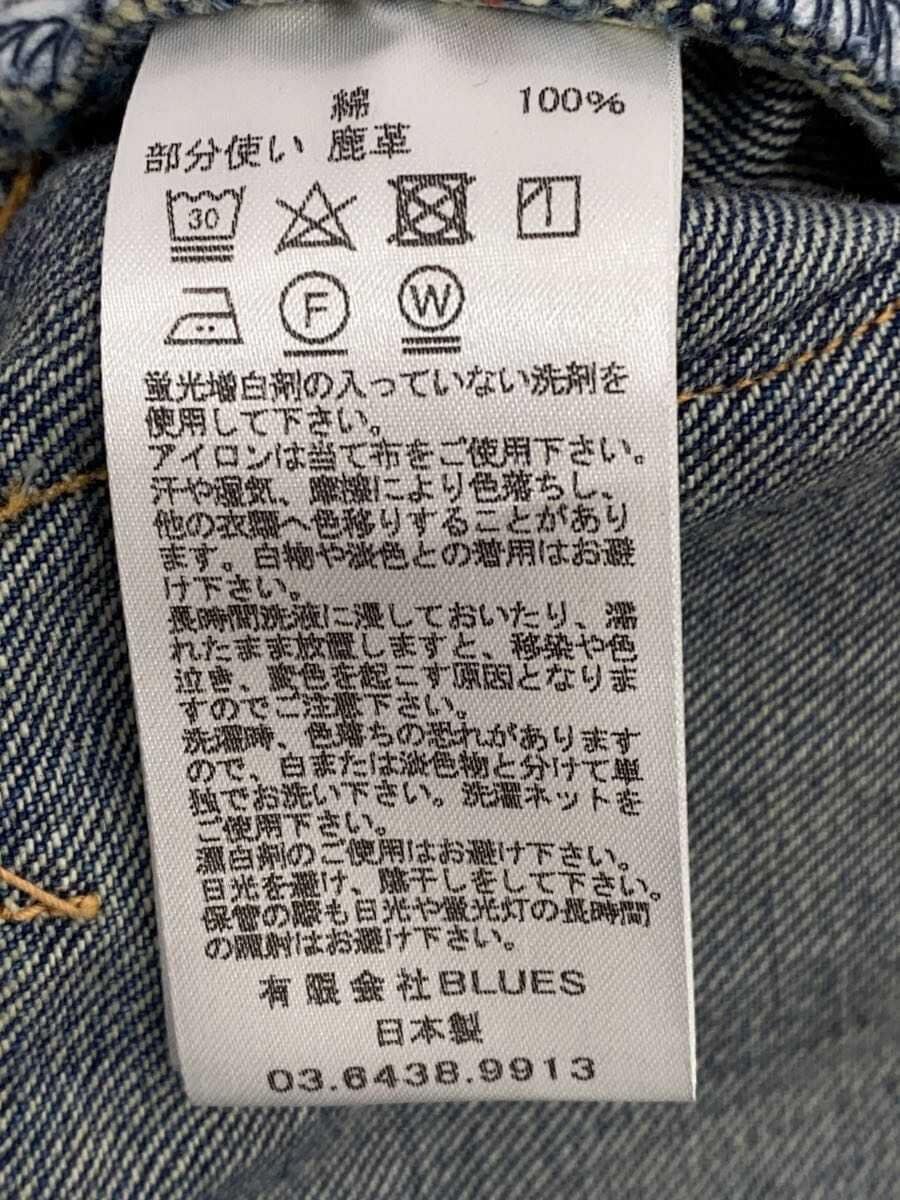 綿 100%
部分使い 鹿革
30
F W
蛍光増白剤の入っていない洗剤を
使用して下さい。
アイロンは当て布をご使用下さい。
汗や湿気、摩擦により色落ちし、
他の衣類へ色移りすることがあり
ます。白物や淡色との着用はお避
け下さい。
長時間洗液に浸しておいたり、濡
れたまま放置しますと、移染や色
泣き、変色を起こす原因となりま
すのでご注意下さい。
洗濯時、色落ちの恐れがあります
ので、白または淡色物と分けて単
独でお洗い下さい。洗濯ネットを
ご使用下さい。
漂白剤のご使用はお避け下さい。
日光を避け、陰干しをして下さい。
保管の際も日光や蛍光灯の長時間
の照射はお避け下さい。
有限会社BLUES
日本製
03.6438.9913